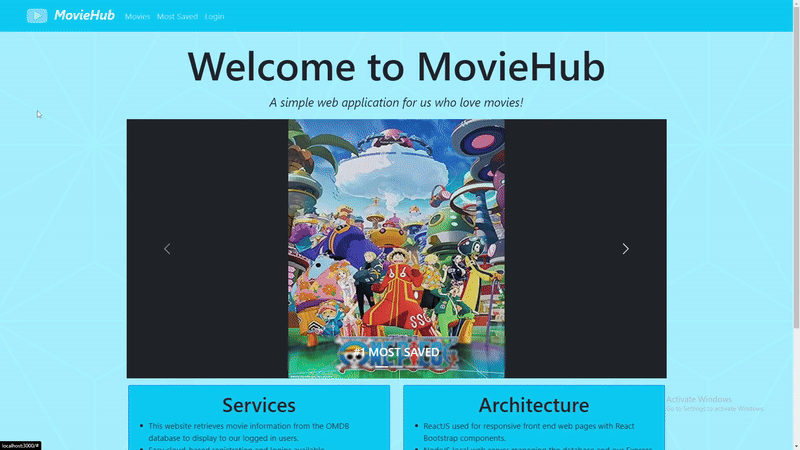 MovieHub Movies Most Saved Login
Welcome to MovieHub
A simple web application for us who love movies!
#1 MOST SAVED
ONE PIECE
SSG
Services
This website retrieves movie information from the OMDB
database to display to our logged in users.
Architecture
ReactJS used for responsive front end web pages with React
Bootstrap components.
Activate Windows
Go to Settings to activate Windows.
localhost:3000/#